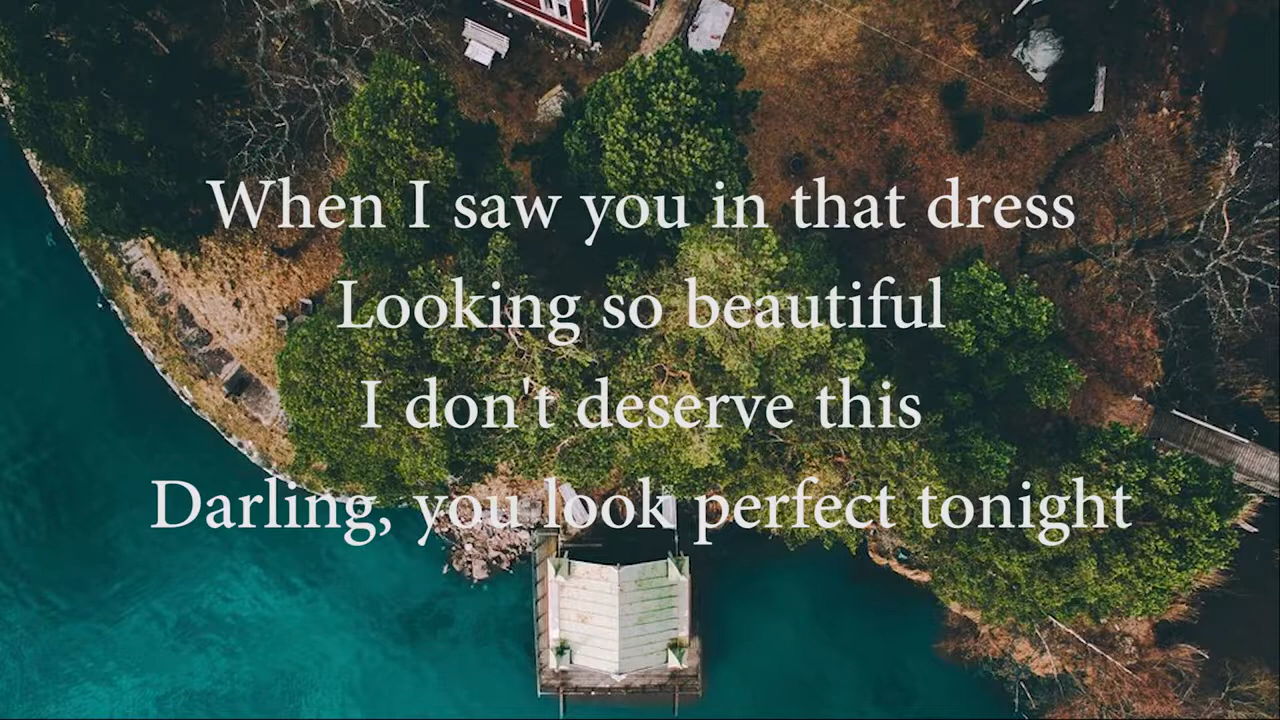 When I saw you in that dress
Looking so beautiful
I don't deserve this
Darling, you look perfect tonight